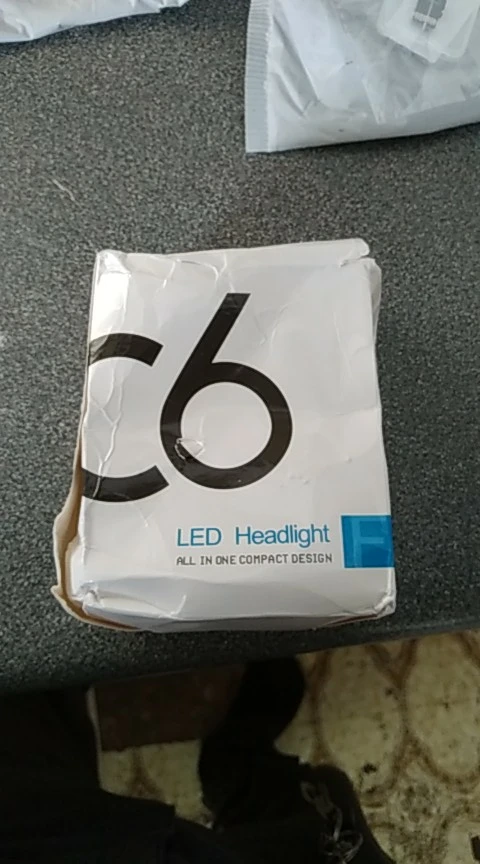 C6
LED Headlight
ALL IN ONE COMPACT DESIGN
F